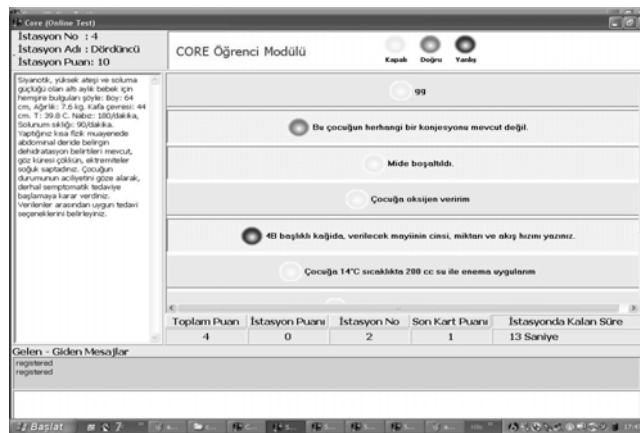 Core (Online Test)
İstasyon No : 4
İstasyon Adı : Dördüncü
İstasyon Puan: 10
CORE Öğrenci Modülü
Kapalı Doğru Yanlış
Siyanotik, yüksek ateşi ve soluma
güçlüğü olan altı aylık bebek için
hemşire bulguları şöyle: Boy: 64
cm, Ağırlık: 7.6 kg. Kafa çevresi: 44
cm. T: 39.8 C. Nabız: 180/dakika,
Solunum sıklığı: 90/dakika.
Yaptığınız kısa fizik muayenede
abdominal deride belirgin
dehidratasyon belirtileri mevcut,
göz küresi çökkün, ekstremiteler
soğuk saptadınız. Çocuğun
durumunun aciliyetini göze alarak,
derhal semptomatik tedaviye
başlamaya karar verdiniz.
Verilenler arasından uygun tedavi
seçeneklerini belirleyiniz.
gg
Bu çocuğun herhangi bir konjesyonu mevcut değil.
Mide boşaltıldı.
Çocuğa oksijen veririm
4B başlıklı kağıda, verilecek mayiinin cinsi, miktarı ve akış hızını yazınız.
Çocuğa 14°C sıcaklıkta 200 cc su ile enema uygularım
Toplam Puan İstasyon Puanı İstasyon No Son Kart Puanı İstasyonda Kalan Süre
4 0 2 1 13 Saniye
Gelen - Giden Mesajlar
registered
registered
Başlat